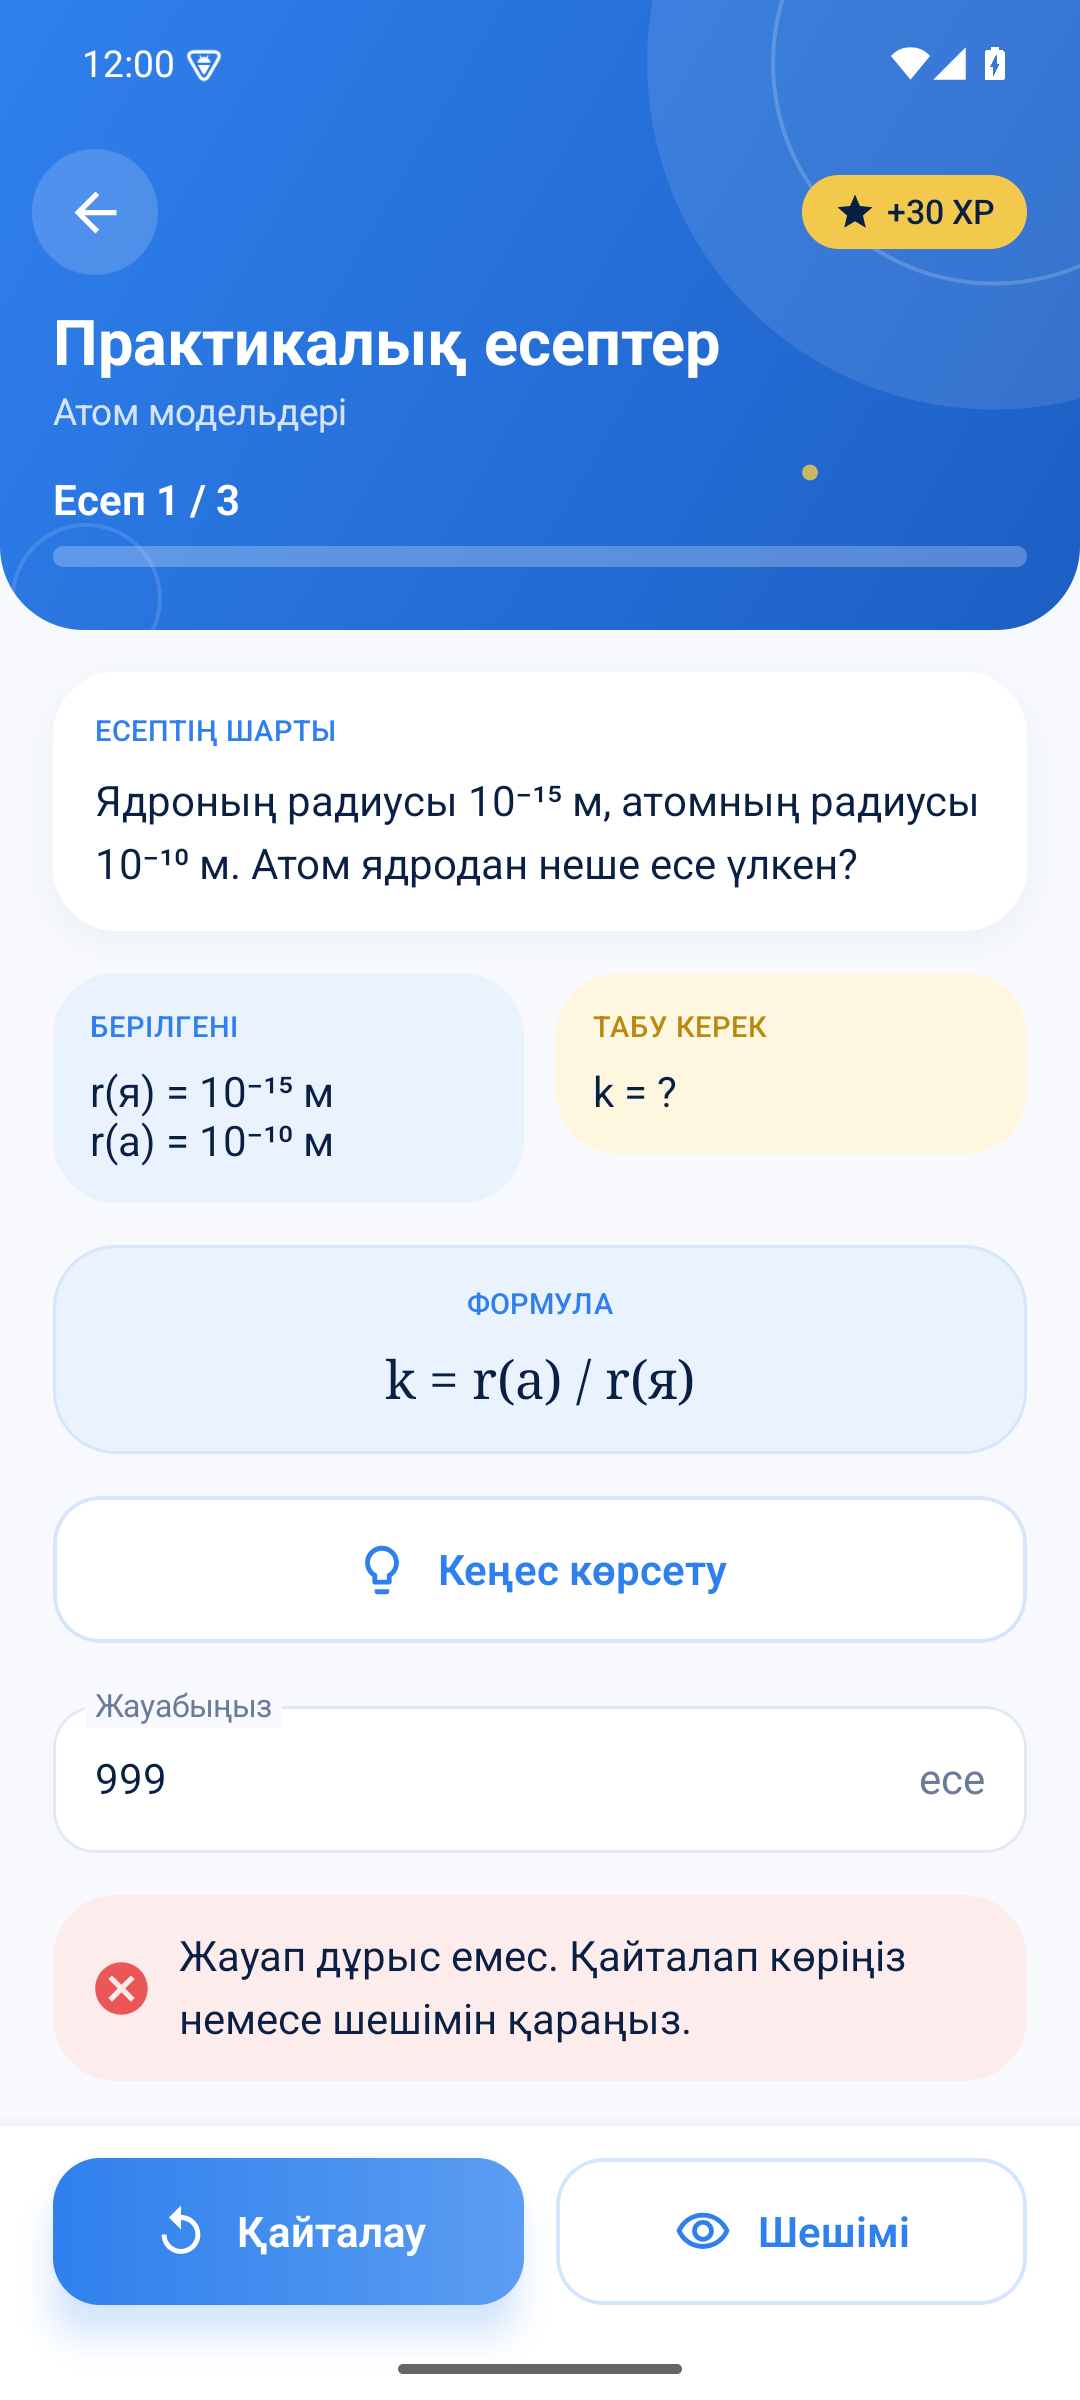 12:00
+30 XP
Практикалық есептер
Атом модельдері
Есеп 1 / 3
ЕСЕПТІҢ ШАРТЫ
Ядроның радиусы 10⁻¹⁵ м, атомның радиусы
10⁻¹⁰ м. Атом ядродан неше есе үлкен?
БЕРІЛГЕНІ
r(я) = 10⁻¹⁵ м
r(а) = 10⁻¹⁰ м
ТАБУ КЕРЕК
k = ?
ФОРМУЛА
k = r(а) / r(я)
Кеңес көрсету
Жауабыңыз
999 есе
Жауап дұрыс емес. Қайталап көріңіз
немесе шешімін қараңыз.
Қайталау
Шешімі